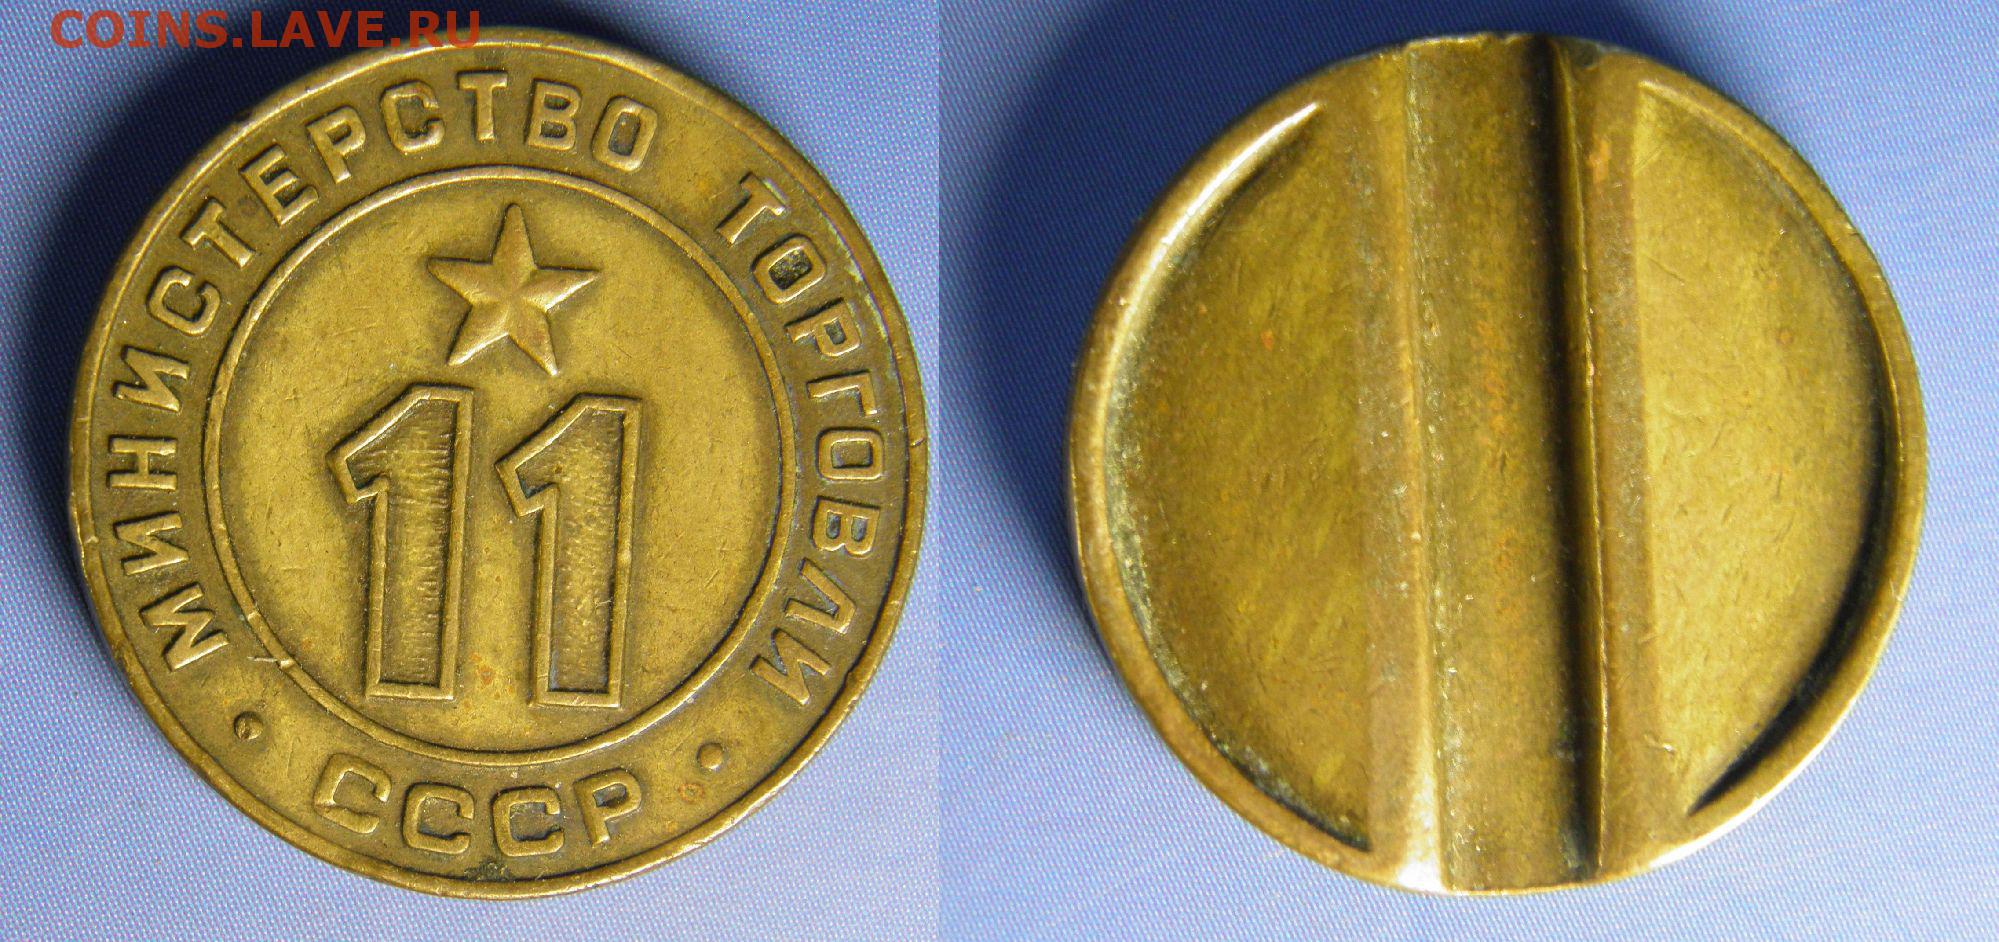 COINS.LAVE.RU
МИНИСТЕРСТВО ТОРГОВЛИ
11
• СССР •